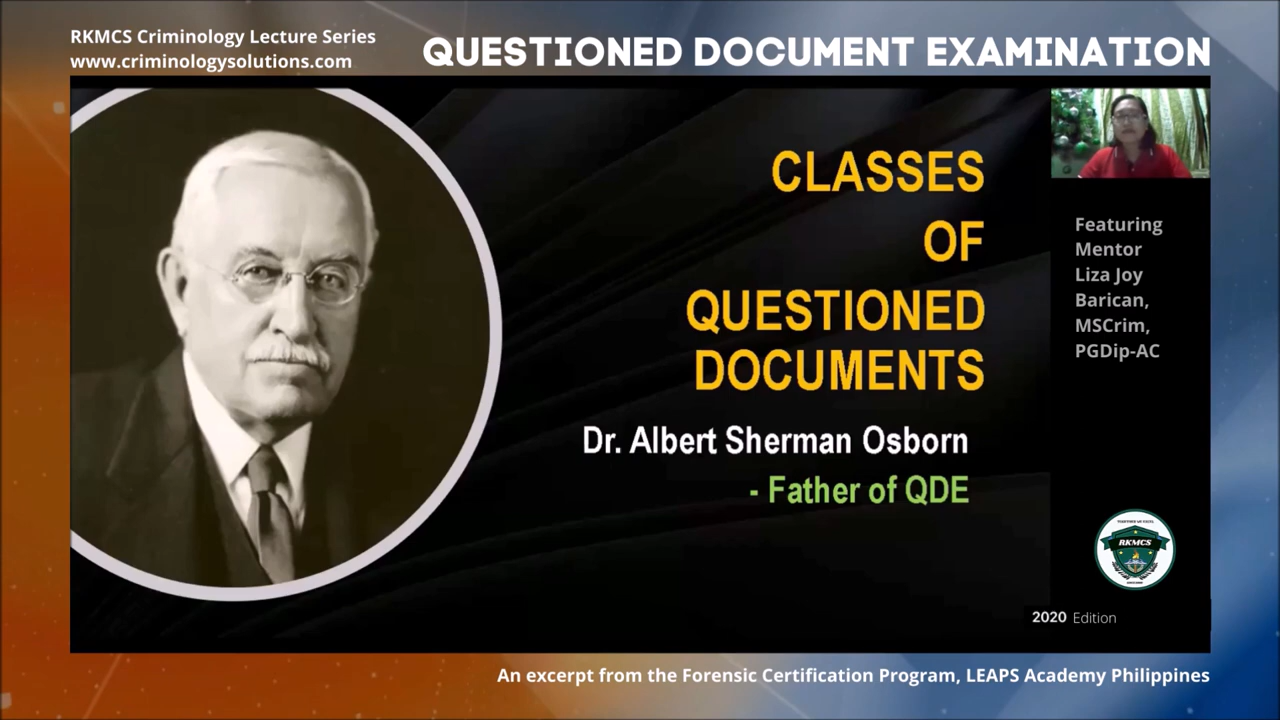 RKMCS Criminology Lecture Series
www.criminologysolutions.com
QUESTIONED DOCUMENT EXAMINATION
CLASSES
OF
QUESTIONED
DOCUMENTS
Dr. Albert Sherman Osborn
- Father of QDE
Featuring
Mentor
Liza Joy
Barican,
MSCrim,
PGDip-AC
RKMCS
2020 Edition
An excerpt from the Forensic Certification Program, LEAPS Academy Philippines